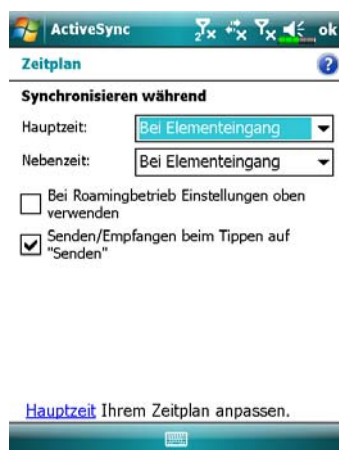 ActiveSync ok
Zeitplan
Synchronisieren während
Hauptzeit: Bei Elementeingang
Nebenzeit: Bei Elementeingang
Bei Roamingbetrieb Einstellungen oben
verwenden
Senden/Empfangen beim Tippen auf
"Senden"
Hauptzeit Ihrem Zeitplan anpassen.